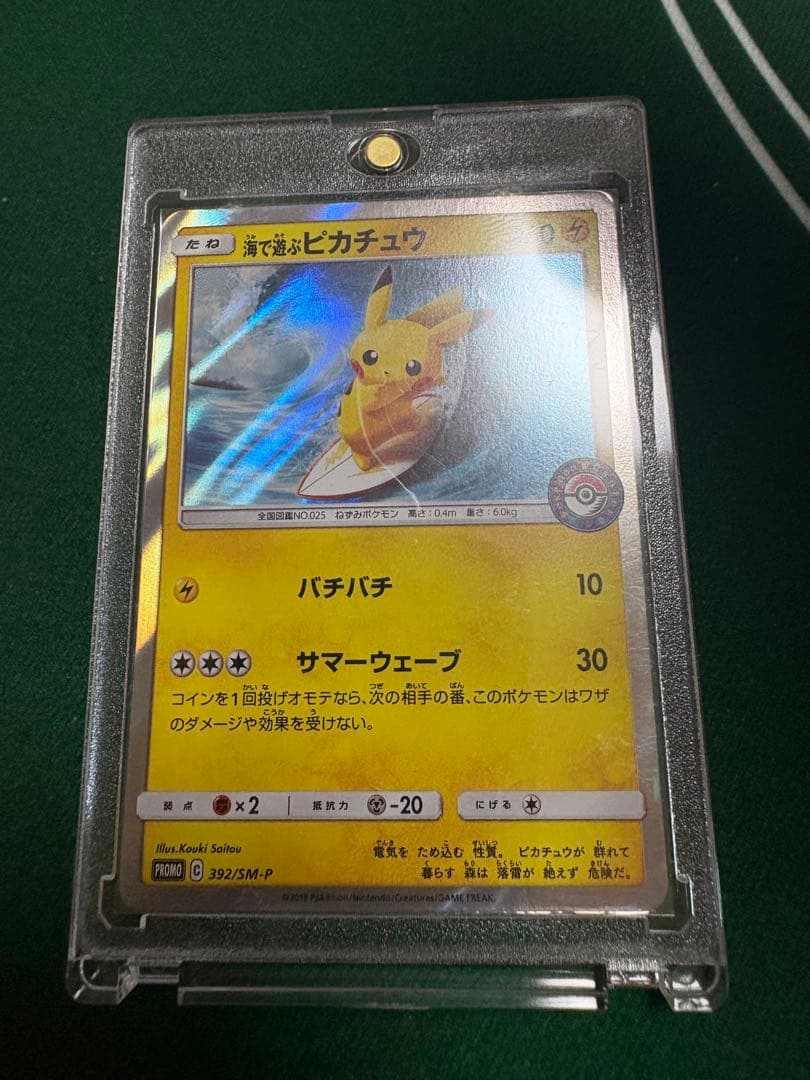 たね 海で遊ぶピカチュウ
全国図鑑NO.025 ねずみポケモン 高さ:0.4m 重さ:6.0kg
バチバチ 10
サマーウェーブ 30
コインを1回投げオモテなら、次の相手の番、このポケモンはワザ
のダメージや効果を受けない。
弱点 ×2 抵抗力 -20 にげる
Illus.Kouki Saitou
電気を ため込む 性質。 ピカチュウが 群れて
暮らす 森は 落雷が 絶えず 危険だ。
PROMO C 392/SM-P
©2019 Pokémon/Nintendo/Creatures/GAME FREAK.